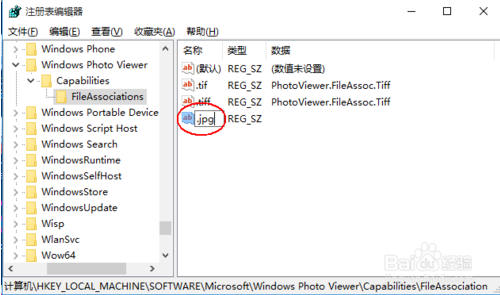 注册表编辑器
文件(F) 编辑(E) 查看(V) 收藏夹(A) 帮助(H)
Windows Phone
Windows Photo Viewer
Capabilities
FileAssociations
Windows Portable Device
Windows Script Host
Windows Search
WindowsRuntime
WindowsSelfHost
WindowsStore
WindowsUpdate
Wisp
WlanSvc
Wow64
名称 类型 数据
ab (默认) REG_SZ (数值未设置)
ab .tif REG_SZ PhotoViewer.FileAssoc.Tiff
ab .tiff REG_SZ PhotoViewer.FileAssoc.Tiff
ab .jpg REG_SZ
Baidu 经验
计算机\HKEY_LOCAL_MACHINE\SOFTWARE\Microsoft\Windows Photo Viewer\Capabilities\FileAssociation